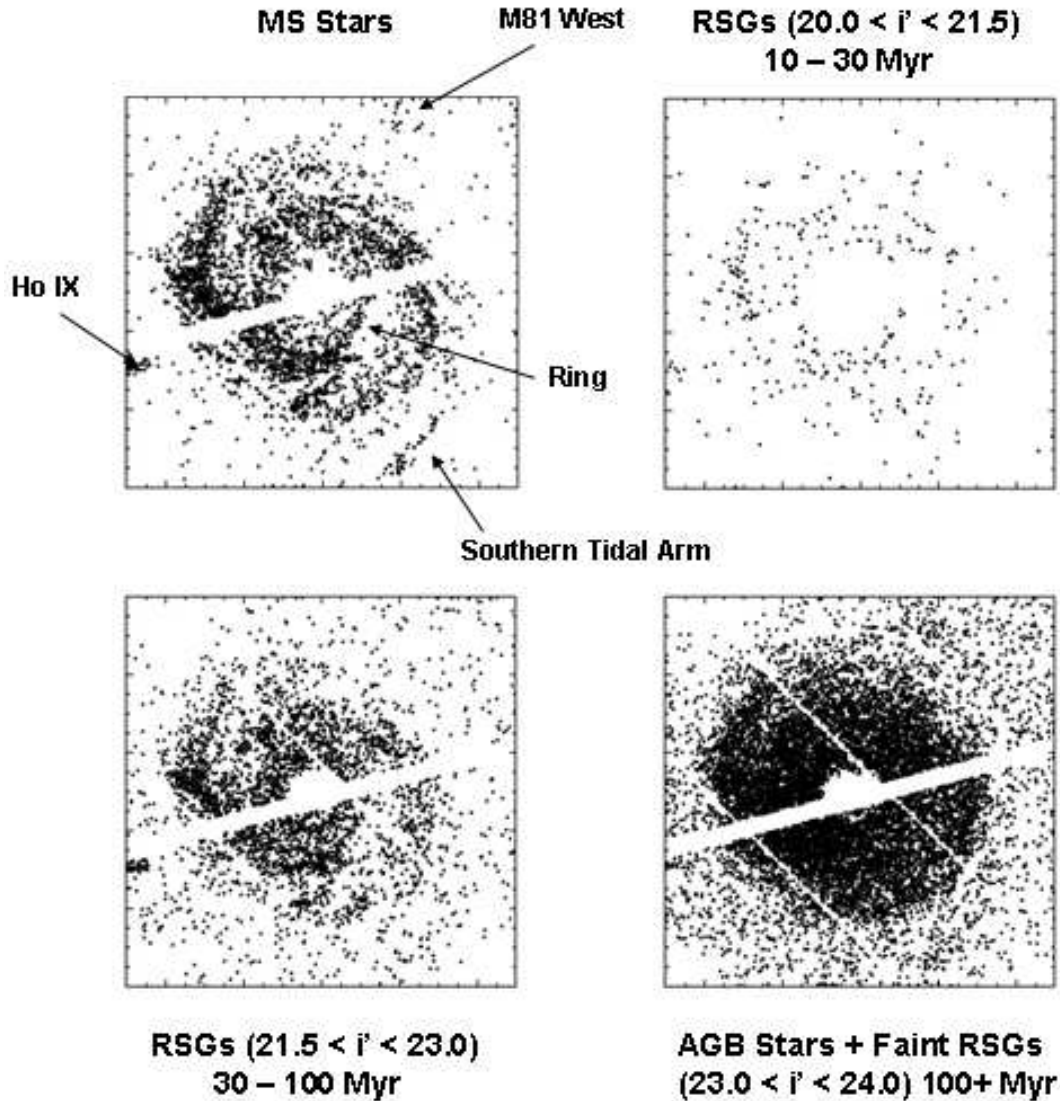 MS Stars
M81 West
RSGs (20.0 < i' < 21.5)
10 – 30 Myr
Ho IX
Ring
Southern Tidal Arm
RSGs (21.5 < i' < 23.0)
30 – 100 Myr
AGB Stars + Faint RSGs
(23.0 < i' < 24.0) 100+ Myr